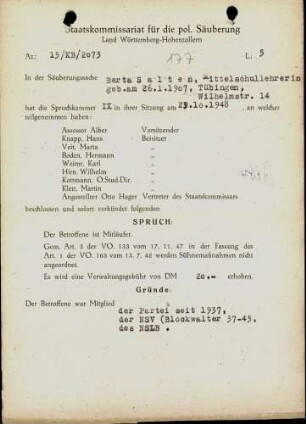 Staatskommissariat für die pol. Säuberung
Land Württemberg-Hohenzollern
Az: 15/KB/2073
177
L: 5
In der Säuberungssache Berta Salten, Mittelschullehrerin
geb.am 26.1.1907, Tübingen,
Wilhelmstr. 14
hat die Spruchkammer IX in ihrer Sitzung am 29.10.1948 an welcher
teilgenommen haben:
Assessor Alber Vorsitzender
Knapp, Hans Beisitzer
Veit, Maria "
Boden, Hermann "
Weine, Karl "
Hirn, Wilhelm "
Kottmann, O.Stud.Dir. "
Klett, Martin "
Angestellter Otto Hager Vertreter des Staatskommissars
beschlossen und sofort verkündet folgenden
SPRUCH:
Der Betroffene ist Mitläufer.
Gem. Art. 3 der VO. 133 vom 17. 11. 47 in der Fassung des
Art. 1 der VO. 165 vom 13. 7. 48 werden Sühnemaßnahmen nicht
angeordnet.
Es wird eine Verwaltungsgebühr von DM 20.- erhoben.
Gründe:
Der Betroffene war Mitglied
der Partei seit 1937,
der NSV (Blockwalter 37-45,
des NSLB .